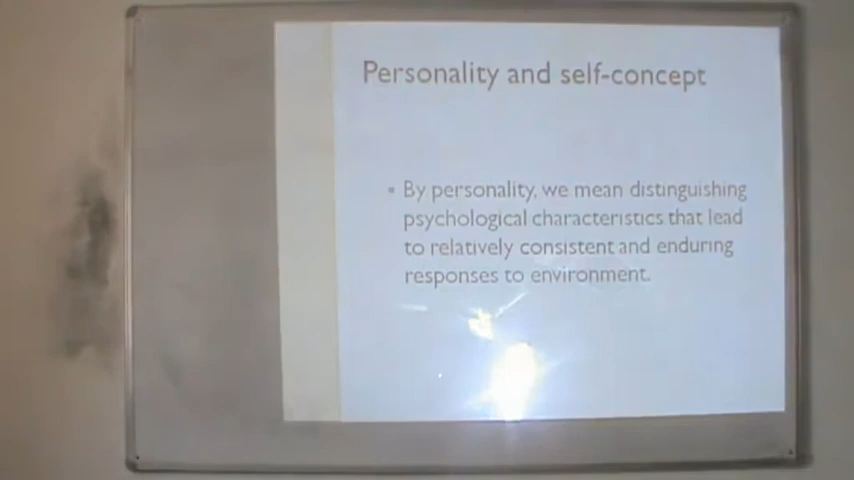 Personality and self-concept
• By personality, we mean distinguishing
psychological characteristics that lead
to relatively consistent and enduring
responses to environment.